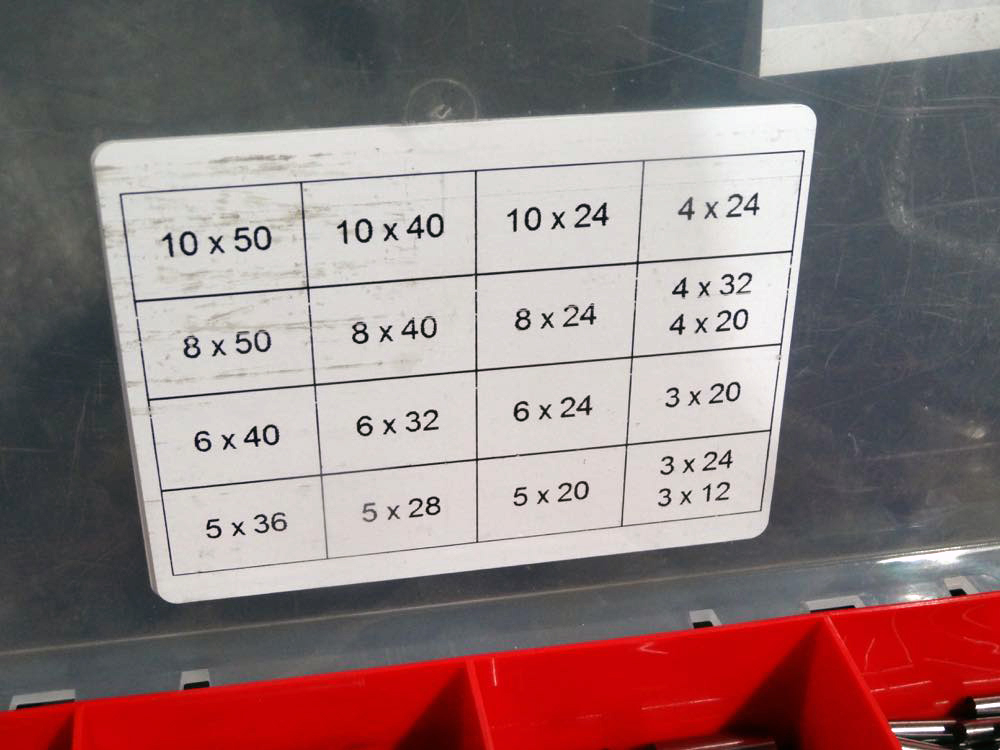 10 x 50 10 x 40 10 x 24 4 x 24
8 x 50 8 x 40 8 x 24 4 x 32
4 x 20
6 x 40 6 x 32 6 x 24 3 x 20
5 x 36 5 x 28 5 x 20 3 x 24
3 x 12